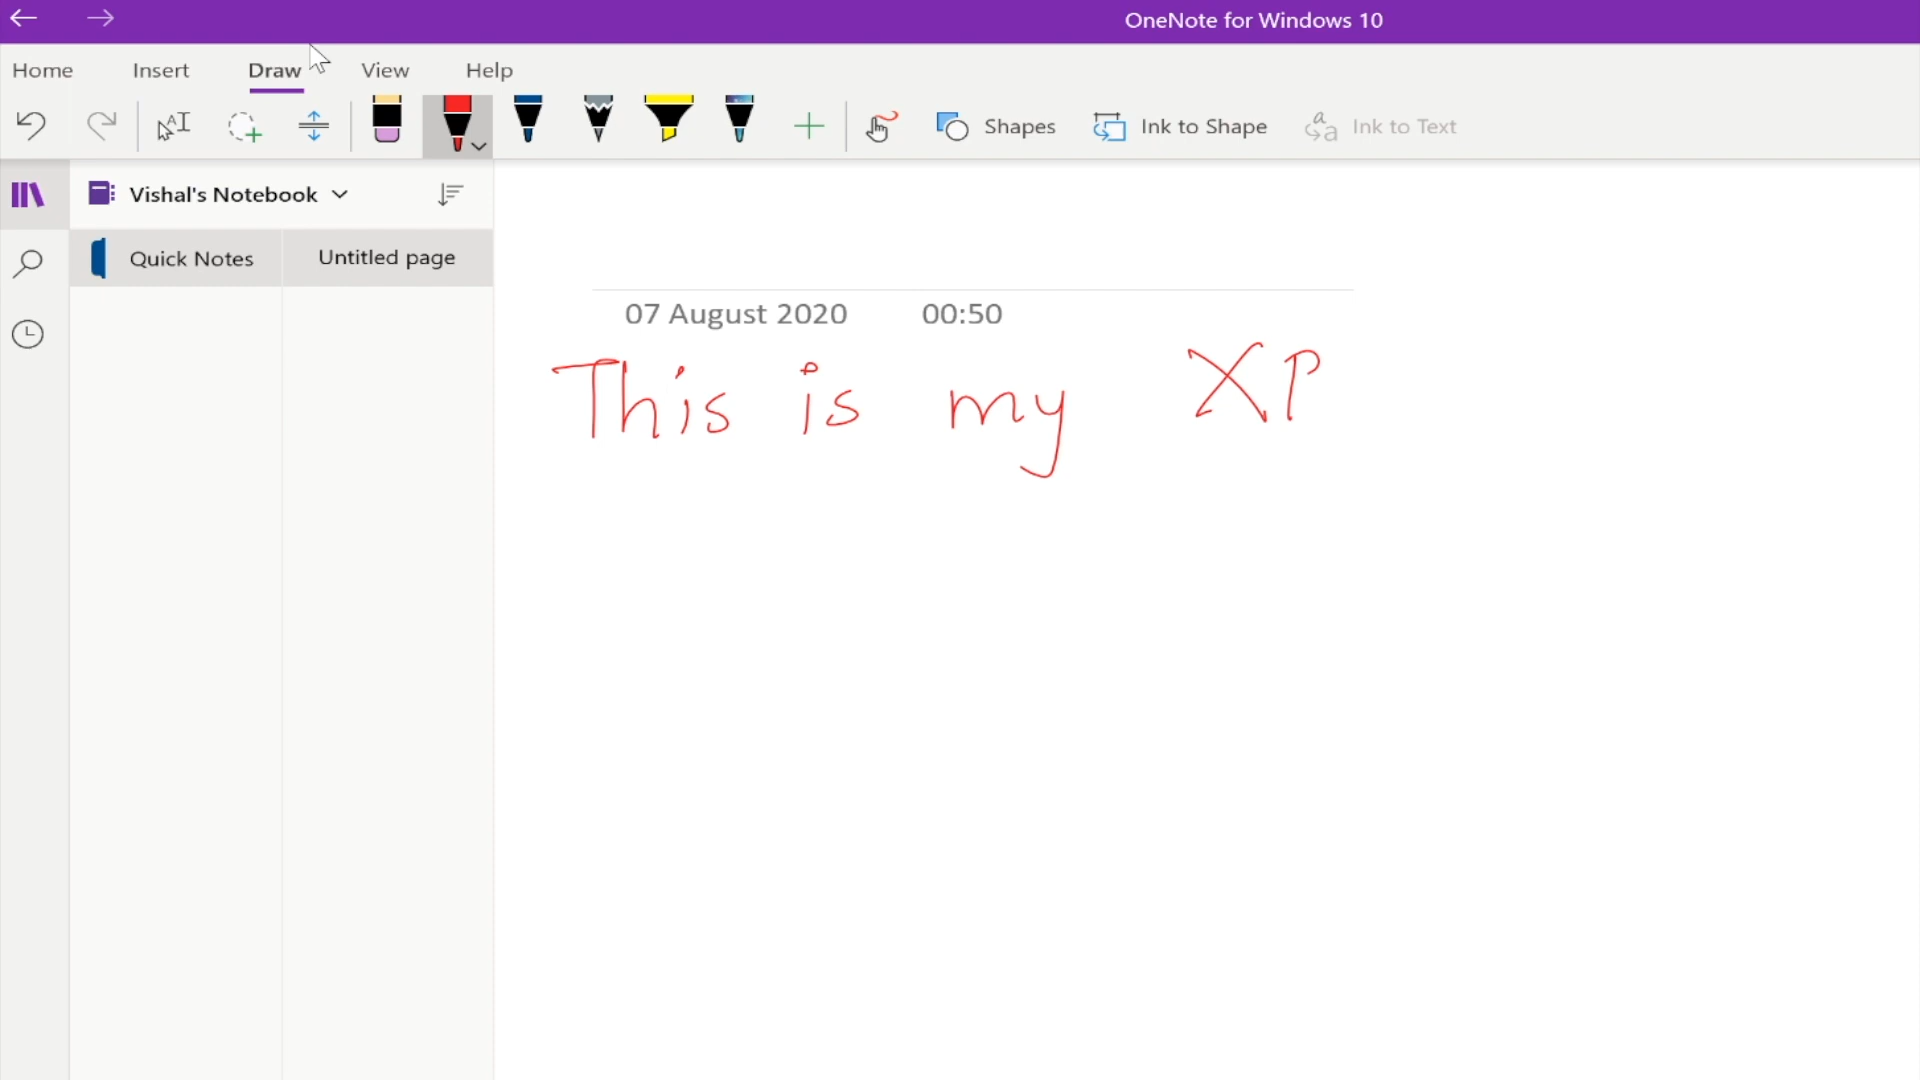 OneNote for Windows 10
Home Insert Draw View Help
Shapes Ink to Shape Ink to Text
Vishal's Notebook
Quick Notes Untitled page
07 August 2020 00:50
This is my XP